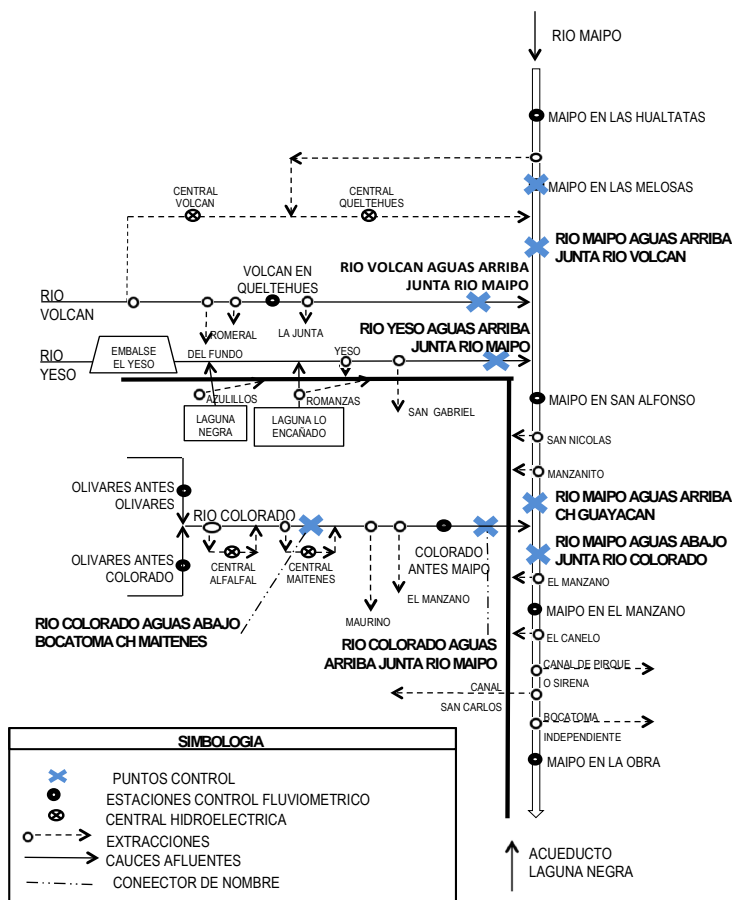 RIO MAIPO
MAIPO EN LAS HUALTATAS
CENTRAL
VOLCAN
CENTRAL
QUELTEHUES
MAIPO EN LAS MELOSAS
RIO MAIPO AGUAS ARRIBA
JUNTA RIO VOLCAN
RIO VOLCAN AGUAS ARRIBA
JUNTA RIO MAIPO
VOLCAN EN
QUELTEHUES
RIO
VOLCAN
ROMERAL
LA JUNTA
RIO YESO AGUAS ARRIBA
JUNTA RIO MAIPO
RIO
YESO
EMBALSE
EL YESO
DEL FUNDO
YESO
AZULILLOS
ROMANZAS
LAGUNA
NEGRA
LAGUNA LO
ENCAÑADO
SAN GABRIEL
MAIPO EN SAN ALFONSO
SAN NICOLAS
MANZANITO
OLIVARES ANTES
OLIVARES
RIO COLORADO
RIO MAIPO AGUAS ARRIBA
CH GUAYACAN
RIO MAIPO AGUAS ABAJO
JUNTA RIO COLORADO
OLIVARES ANTES
COLORADO
CENTRAL
ALFALFAL
CENTRAL
MAITENES
COLORADO
ANTES MAIPO
EL MANZANO
EL MANZANO
MAURINO
MAIPO EN EL MANZANO
RIO COLORADO AGUAS ABAJO
BOCATOMA CH MAITENES
RIO COLORADO AGUAS
ARRIBA JUNTA RIO MAIPO
EL CANELO
CANAL DE PIRQUE
O SIRENA
CANAL
SAN CARLOS
BOCATOMA
INDEPENDIENTE
MAIPO EN LA OBRA
SIMBOLOGIA
PUNTOS CONTROL
ESTACIONES CONTROL FLUVIOMETRICO
CENTRAL HIDROELECTRICA
EXTRACCIONES
CAUCES AFLUENTES
CONEECTOR DE NOMBRE
ACUEDUCTO
LAGUNA NEGRA